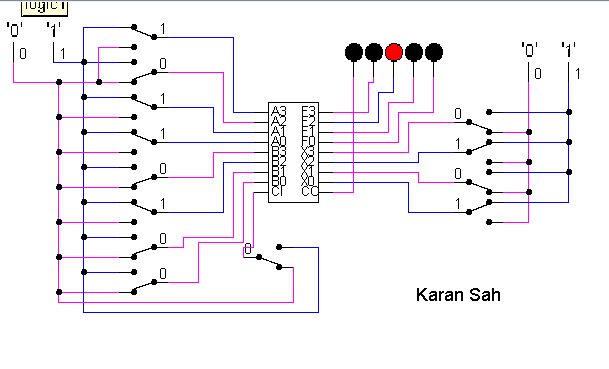 logic1
'0' '1' '0' '1'
0 1 0 1
1
0
1
1
0
1
0
0
0
0
1
0
1
A3 F3
A2 F2
A1 F1
A0 F0
B3 X3
B2 X2
B1 X1
B0 X0
CI CO
Karan Sah